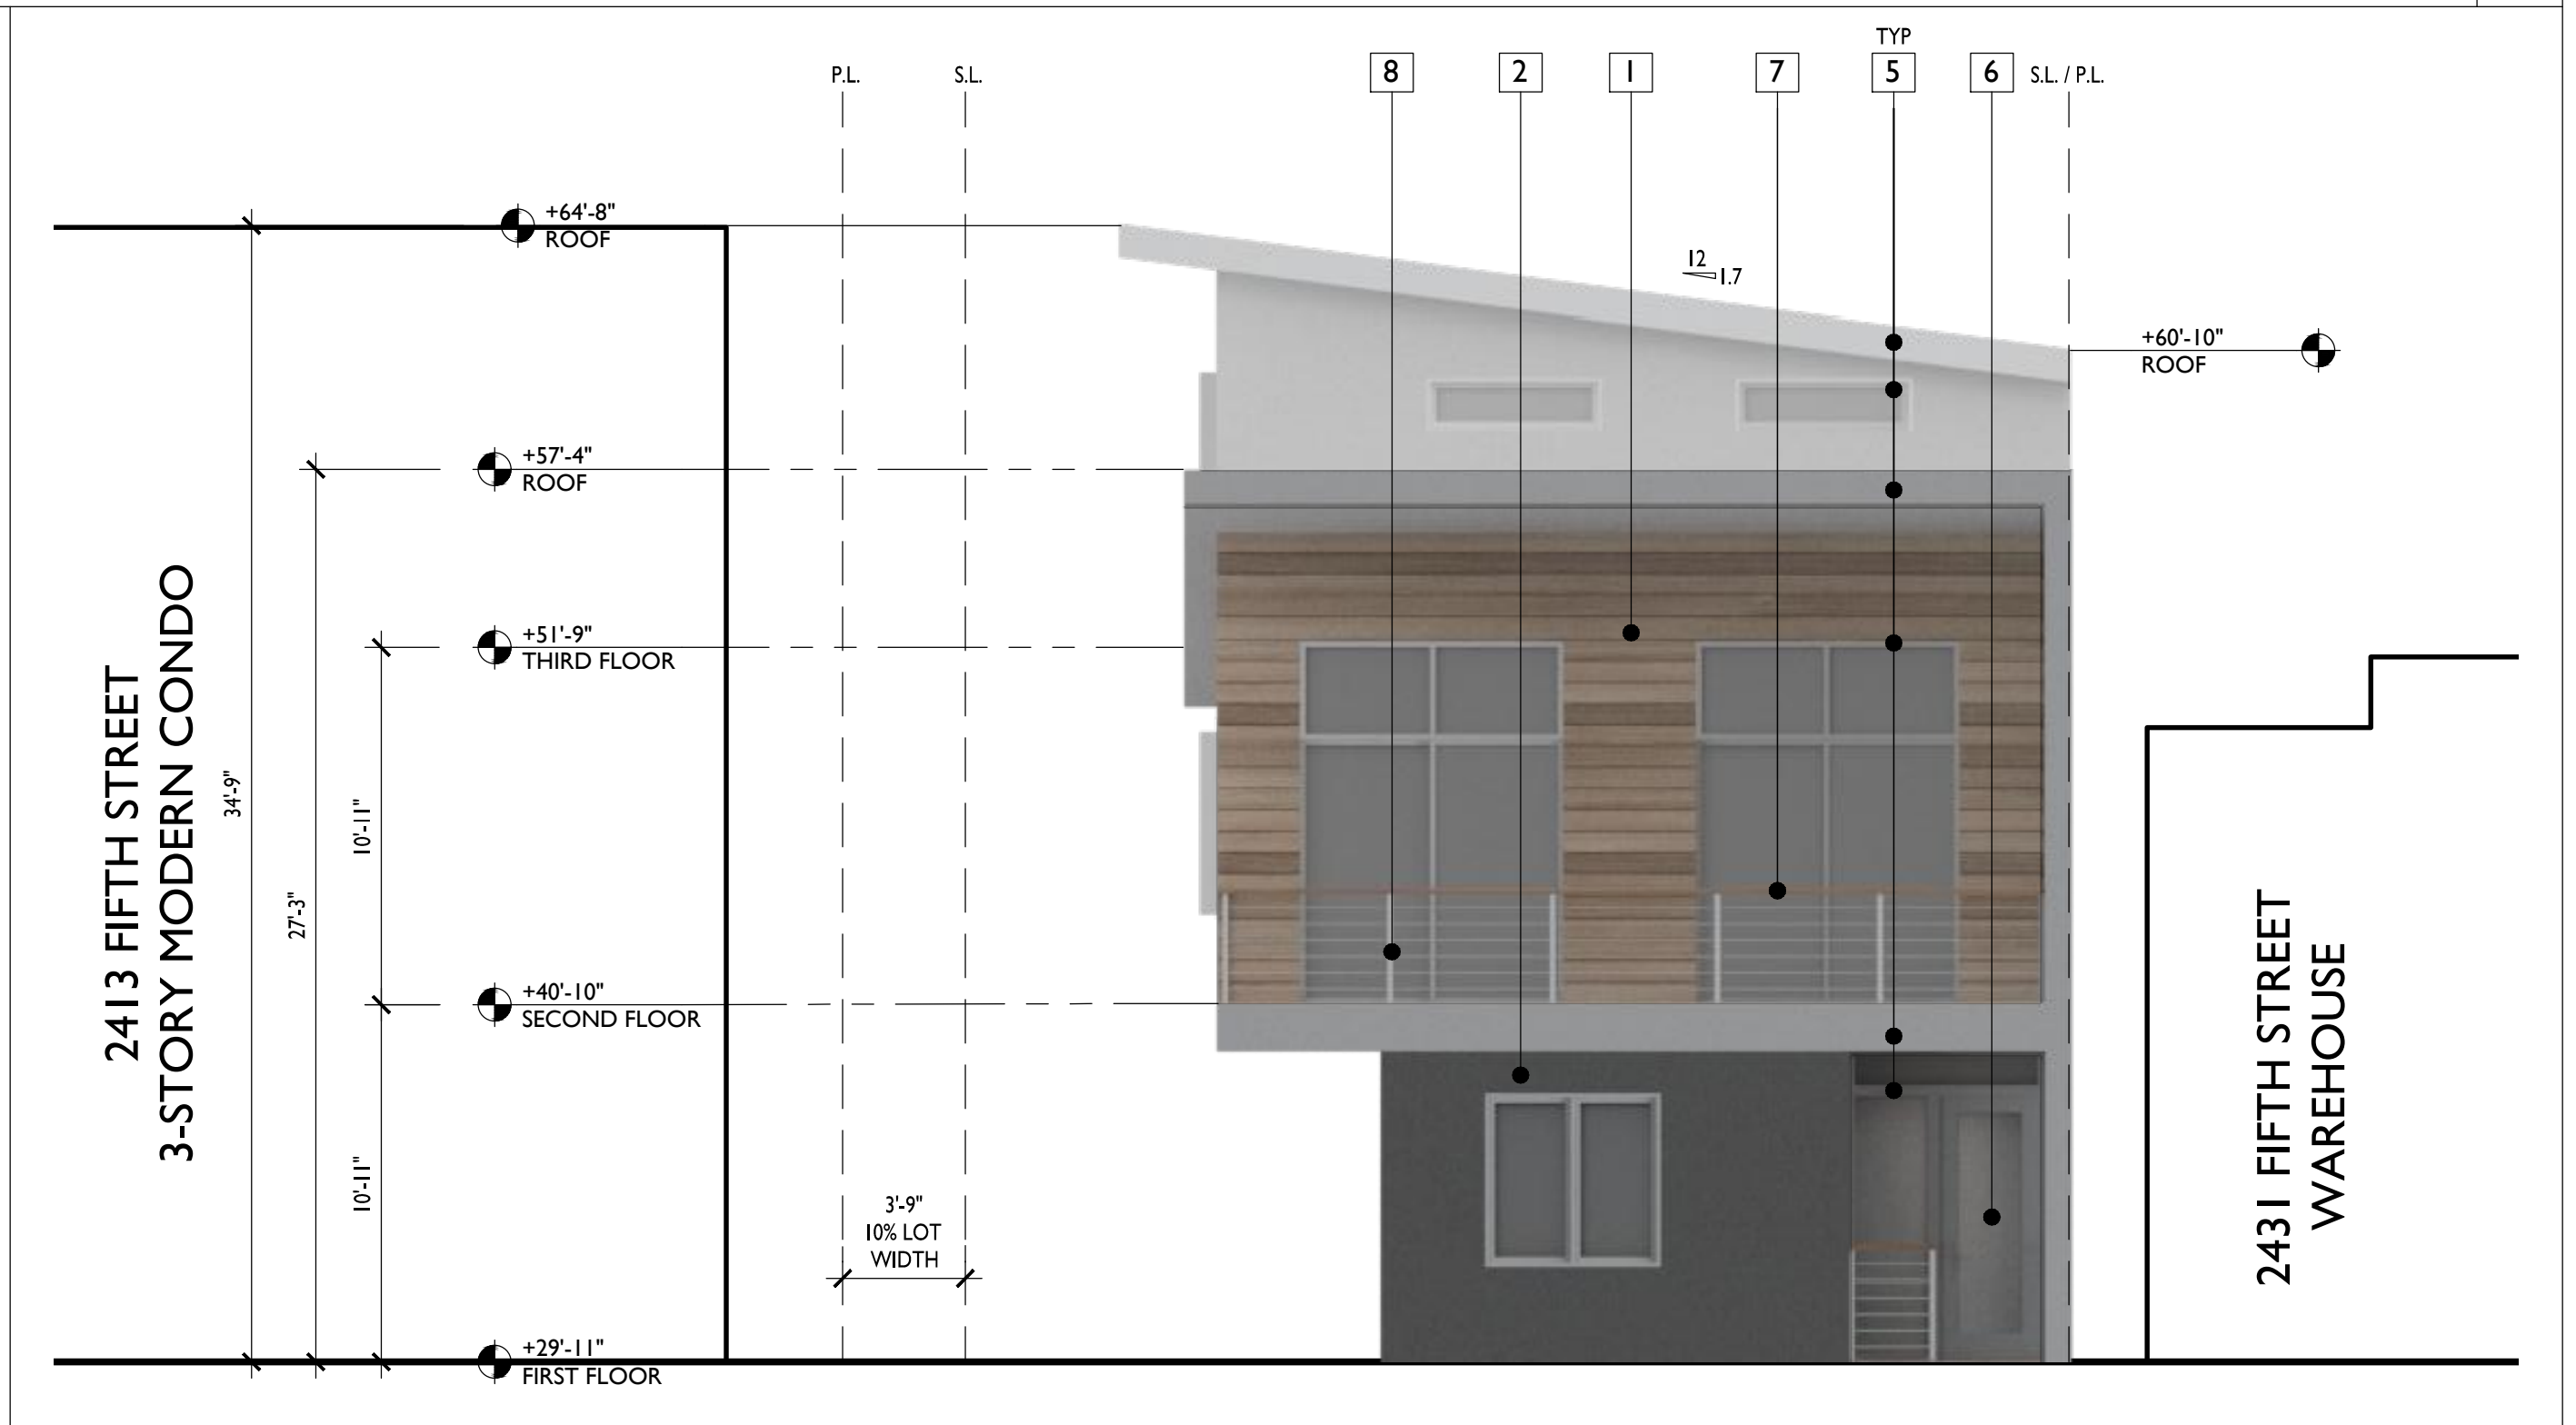 TYP
P.L.
S.L.
8
2
1
7
5
6
S.L. / P.L.
+64'-8"
ROOF
12
1.7
+60'-10"
ROOF
+57'-4"
ROOF
+51'-9"
THIRD FLOOR
2413 FIFTH STREET
3-STORY MODERN CONDO
34'-9"
27'-3"
10'-11"
+40'-10"
SECOND FLOOR
10'-11"
3'-9"
10% LOT
WIDTH
2431 FIFTH STREET
WAREHOUSE
+29'-11"
FIRST FLOOR